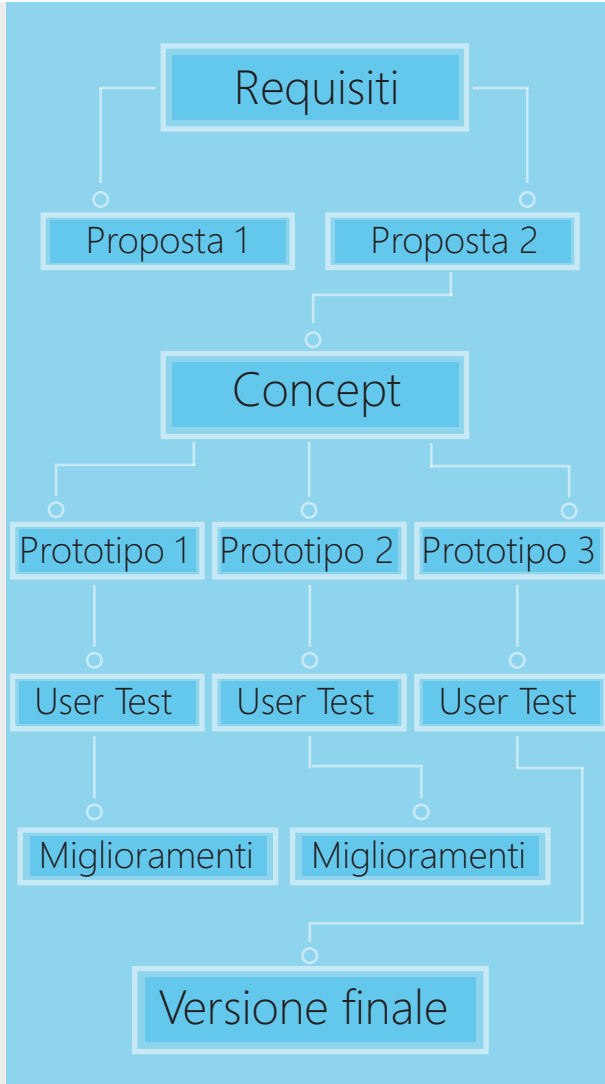 Requisiti
Proposta 1
Proposta 2
Concept
Prototipo 1
Prototipo 2
Prototipo 3
User Test
User Test
User Test
Miglioramenti
Miglioramenti
Versione finale